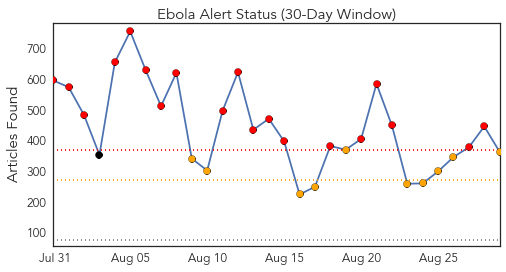 Ebola Alert Status (30-Day Window)
Articles Found
700
600
500
400
300
200
100
Jul 31
Aug 05
Aug 10
Aug 15
Aug 20
Aug 25